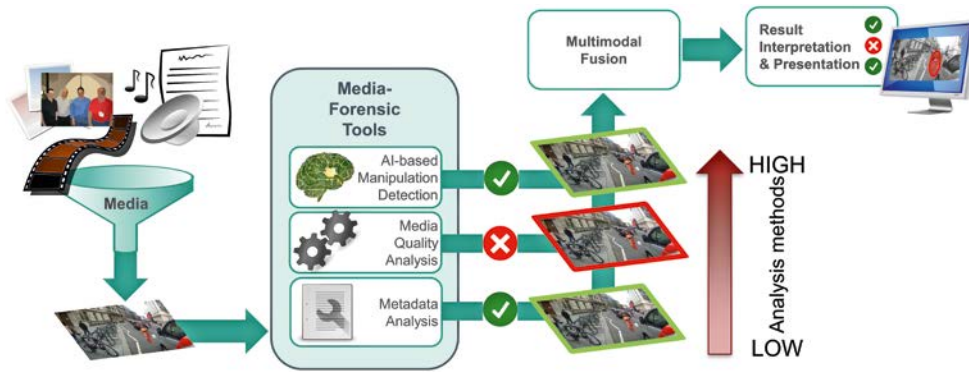 Media
Media-
Forensic
Tools
AI-based
Manipulation
Detection
Media
Quality
Analysis
Metadata
Analysis
Multimodal
Fusion
Result
Interpretation
& Presentation
HIGH
Analysis methods
LOW